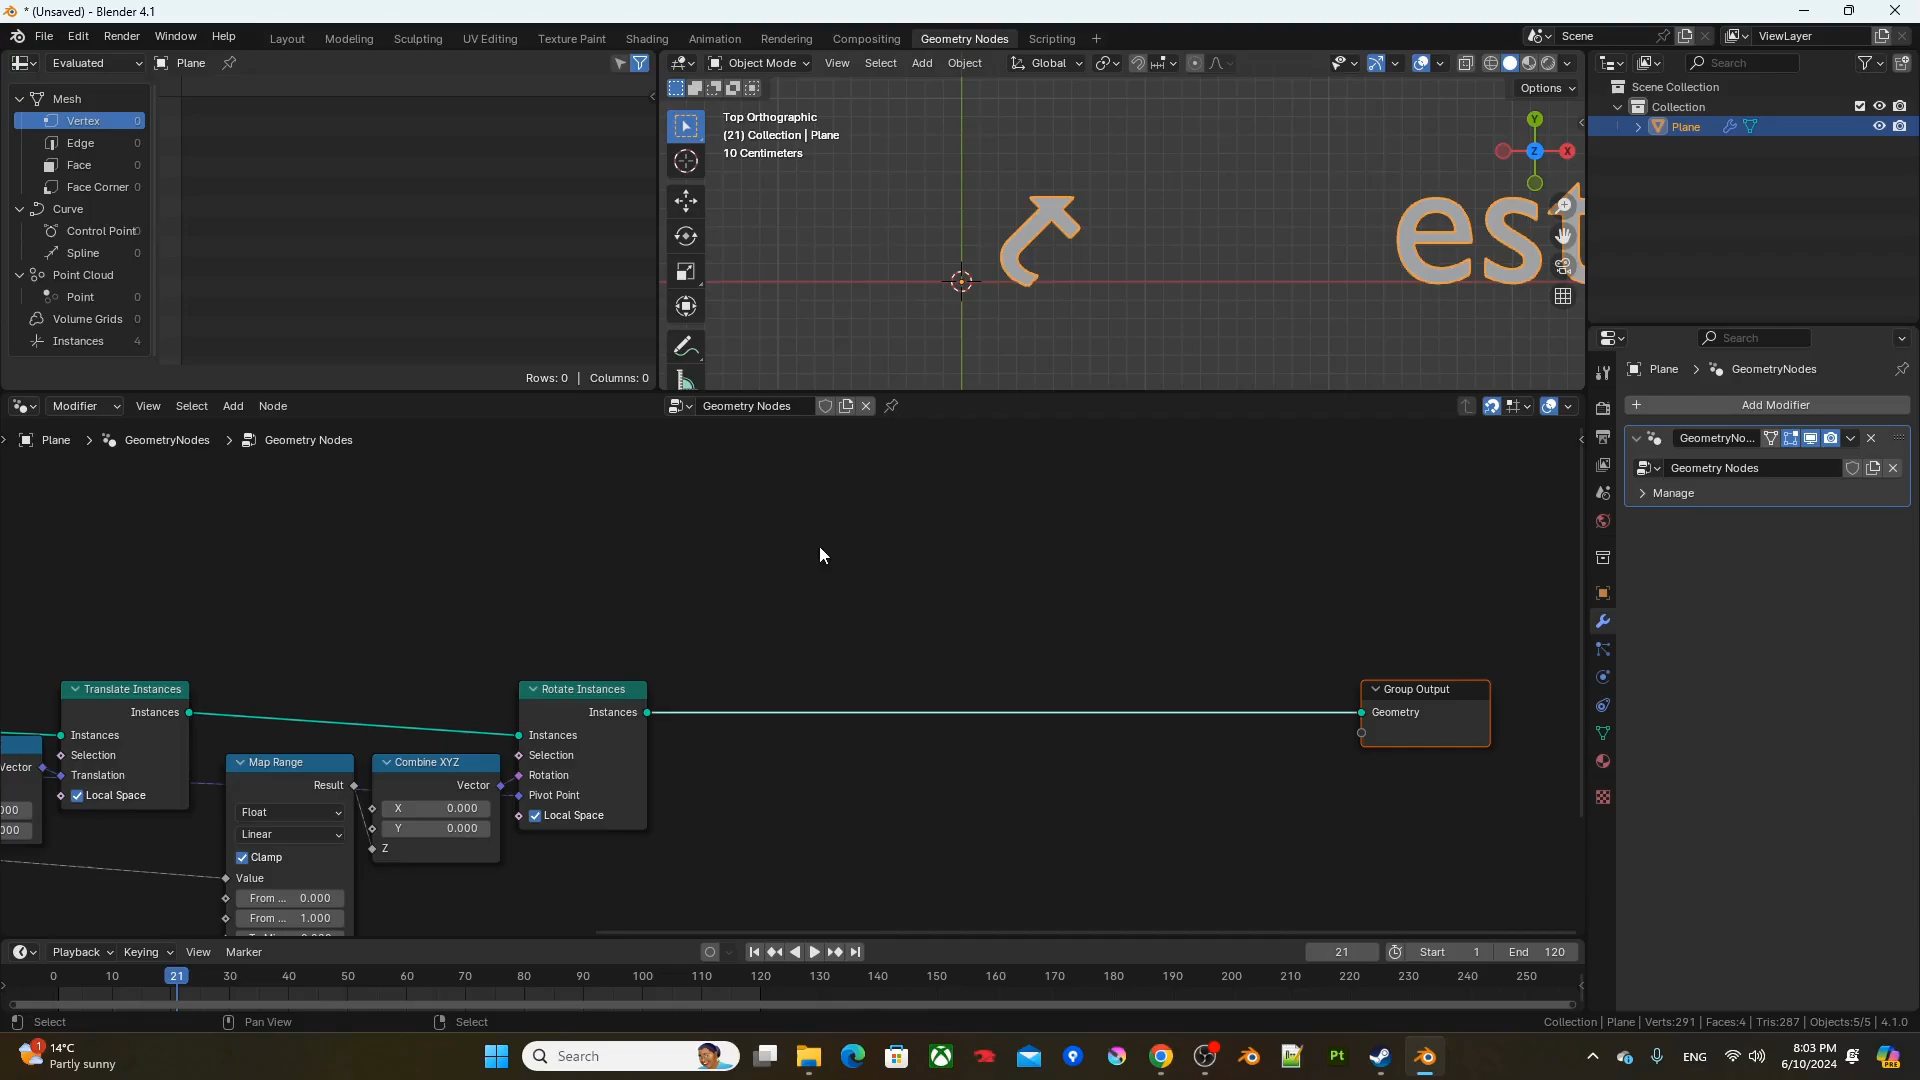 * (Unsaved) - Blender 4.1
File Edit Render Window Help
Layout Modeling Sculpting UV Editing Texture Paint Shading Animation Rendering Compositing Geometry Nodes Scripting +
Scene
ViewLayer
Evaluated Plane
Object Mode View Select Add Object Global
Search
Options
Mesh
Vertex 0
Edge 0
Face 0
Face Corner 0
Curve
Control Point 0
Spline 0
Point Cloud
Point 0
Volume Grids 0
Instances 4
Rows: 0 | Columns: 0
Top Orthographic
(21) Collection | Plane
10 Centimeters
Y
Z
X
est
Scene Collection
Collection
Plane
Search
Plane > GeometryNodes
Add Modifier
GeometryNo...
Geometry Nodes
Manage
Modifier View Select Add Node
Geometry Nodes
Plane > GeometryNodes > Geometry Nodes
Translate Instances
Instances
Instances
Selection
Translation
Local Space
Vector
Map Range
Result
Float
Linear
Clamp
Value
From ... 0.000
From ... 1.000
Combine XYZ
Vector
X 0.000
Y 0.000
Z
Rotate Instances
Instances
Instances
Selection
Rotation
Pivot Point
Local Space
Group Output
Geometry
Playback Keying View Marker
21 Start 1 End 120
0 10 21 30 40 50 60 70 80 90 100 110 120 130 140 150 160 170 180 190 200 210 220 230 240 250
Select Pan View Select
Collection | Plane | Verts:291 | Faces:4 | Tris:287 | Objects:5/5 | 4.1.0
1
14°C
Partly sunny
Search
Pt
ENG
8:03 PM
6/10/2024
PRE